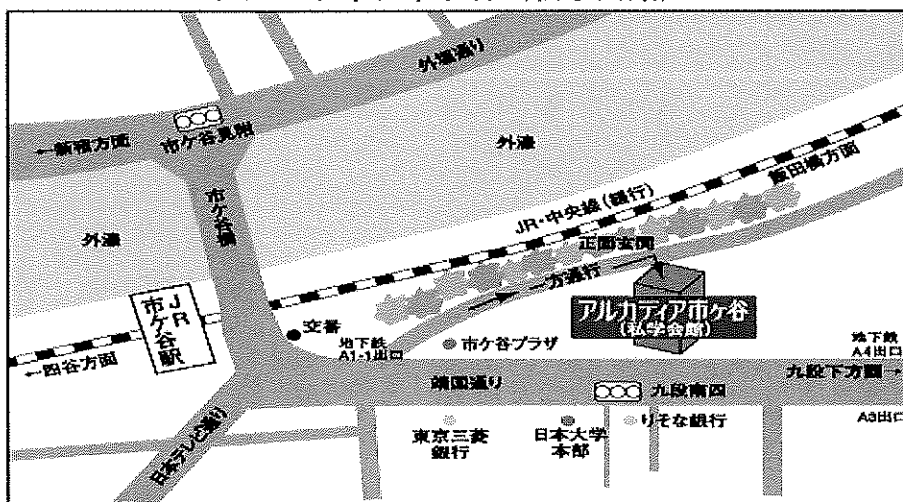 外濠通り
市ケ谷見附
←新宿方面
外濠
飯田橋方面
市ケ谷橋
JR・中央線(銀行)
外濠
正面玄関
一方通行
アルカディア市ヶ谷
(私学会館)
JR
市ケ谷駅
交番
地下鉄
A1-1出口
市ケ谷プラザ
地下鉄
A4出口
←四谷方面
靖国通り
九段下方面→
九段南四
日本テレビ通り
東京三菱
銀行
日本大学
本部
りそな銀行
A3出口